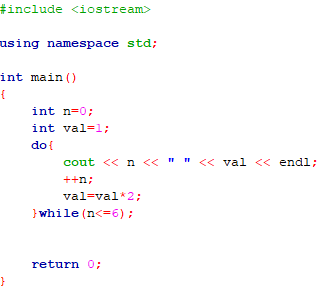 #include <iostream>
using namespace std;
int main()
{
int n=0;
int val=1;
do{
cout << n << " " << val << endl;
++n;
val=val*2;
}while(n<=6);
return 0;
}